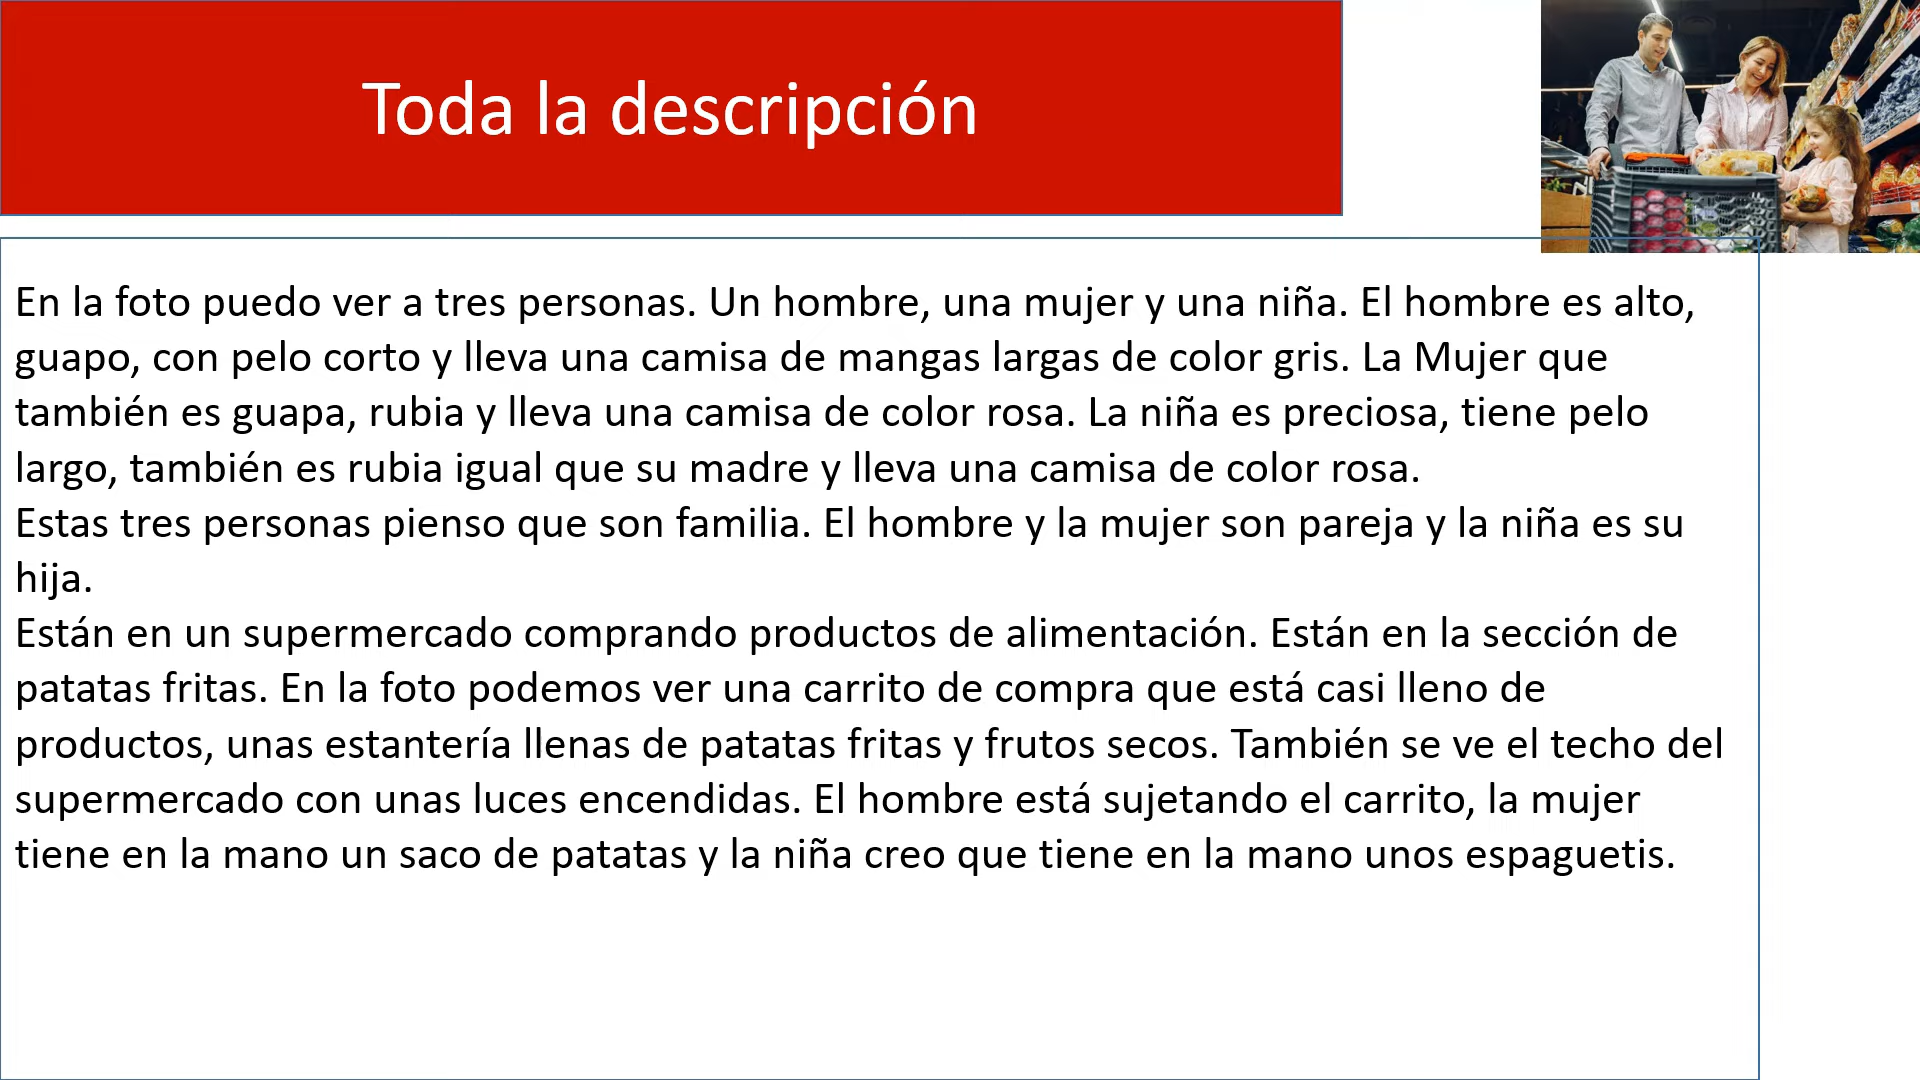 Toda la descripción
En la foto puedo ver a tres personas. Un hombre, una mujer y una niña. El hombre es alto,
guapo, con pelo corto y lleva una camisa de mangas largas de color gris. La Mujer que
también es guapa, rubia y lleva una camisa de color rosa. La niña es preciosa, tiene pelo
largo, también es rubia igual que su madre y lleva una camisa de color rosa.
Estas tres personas pienso que son familia. El hombre y la mujer son pareja y la niña es su
hija.
Están en un supermercado comprando productos de alimentación. Están en la sección de
patatas fritas. En la foto podemos ver una carrito de compra que está casi lleno de
productos, unas estantería llenas de patatas fritas y frutos secos. También se ve el techo del
supermercado con unas luces encendidas. El hombre está sujetando el carrito, la mujer
tiene en la mano un saco de patatas y la niña creo que tiene en la mano unos espaguetis.